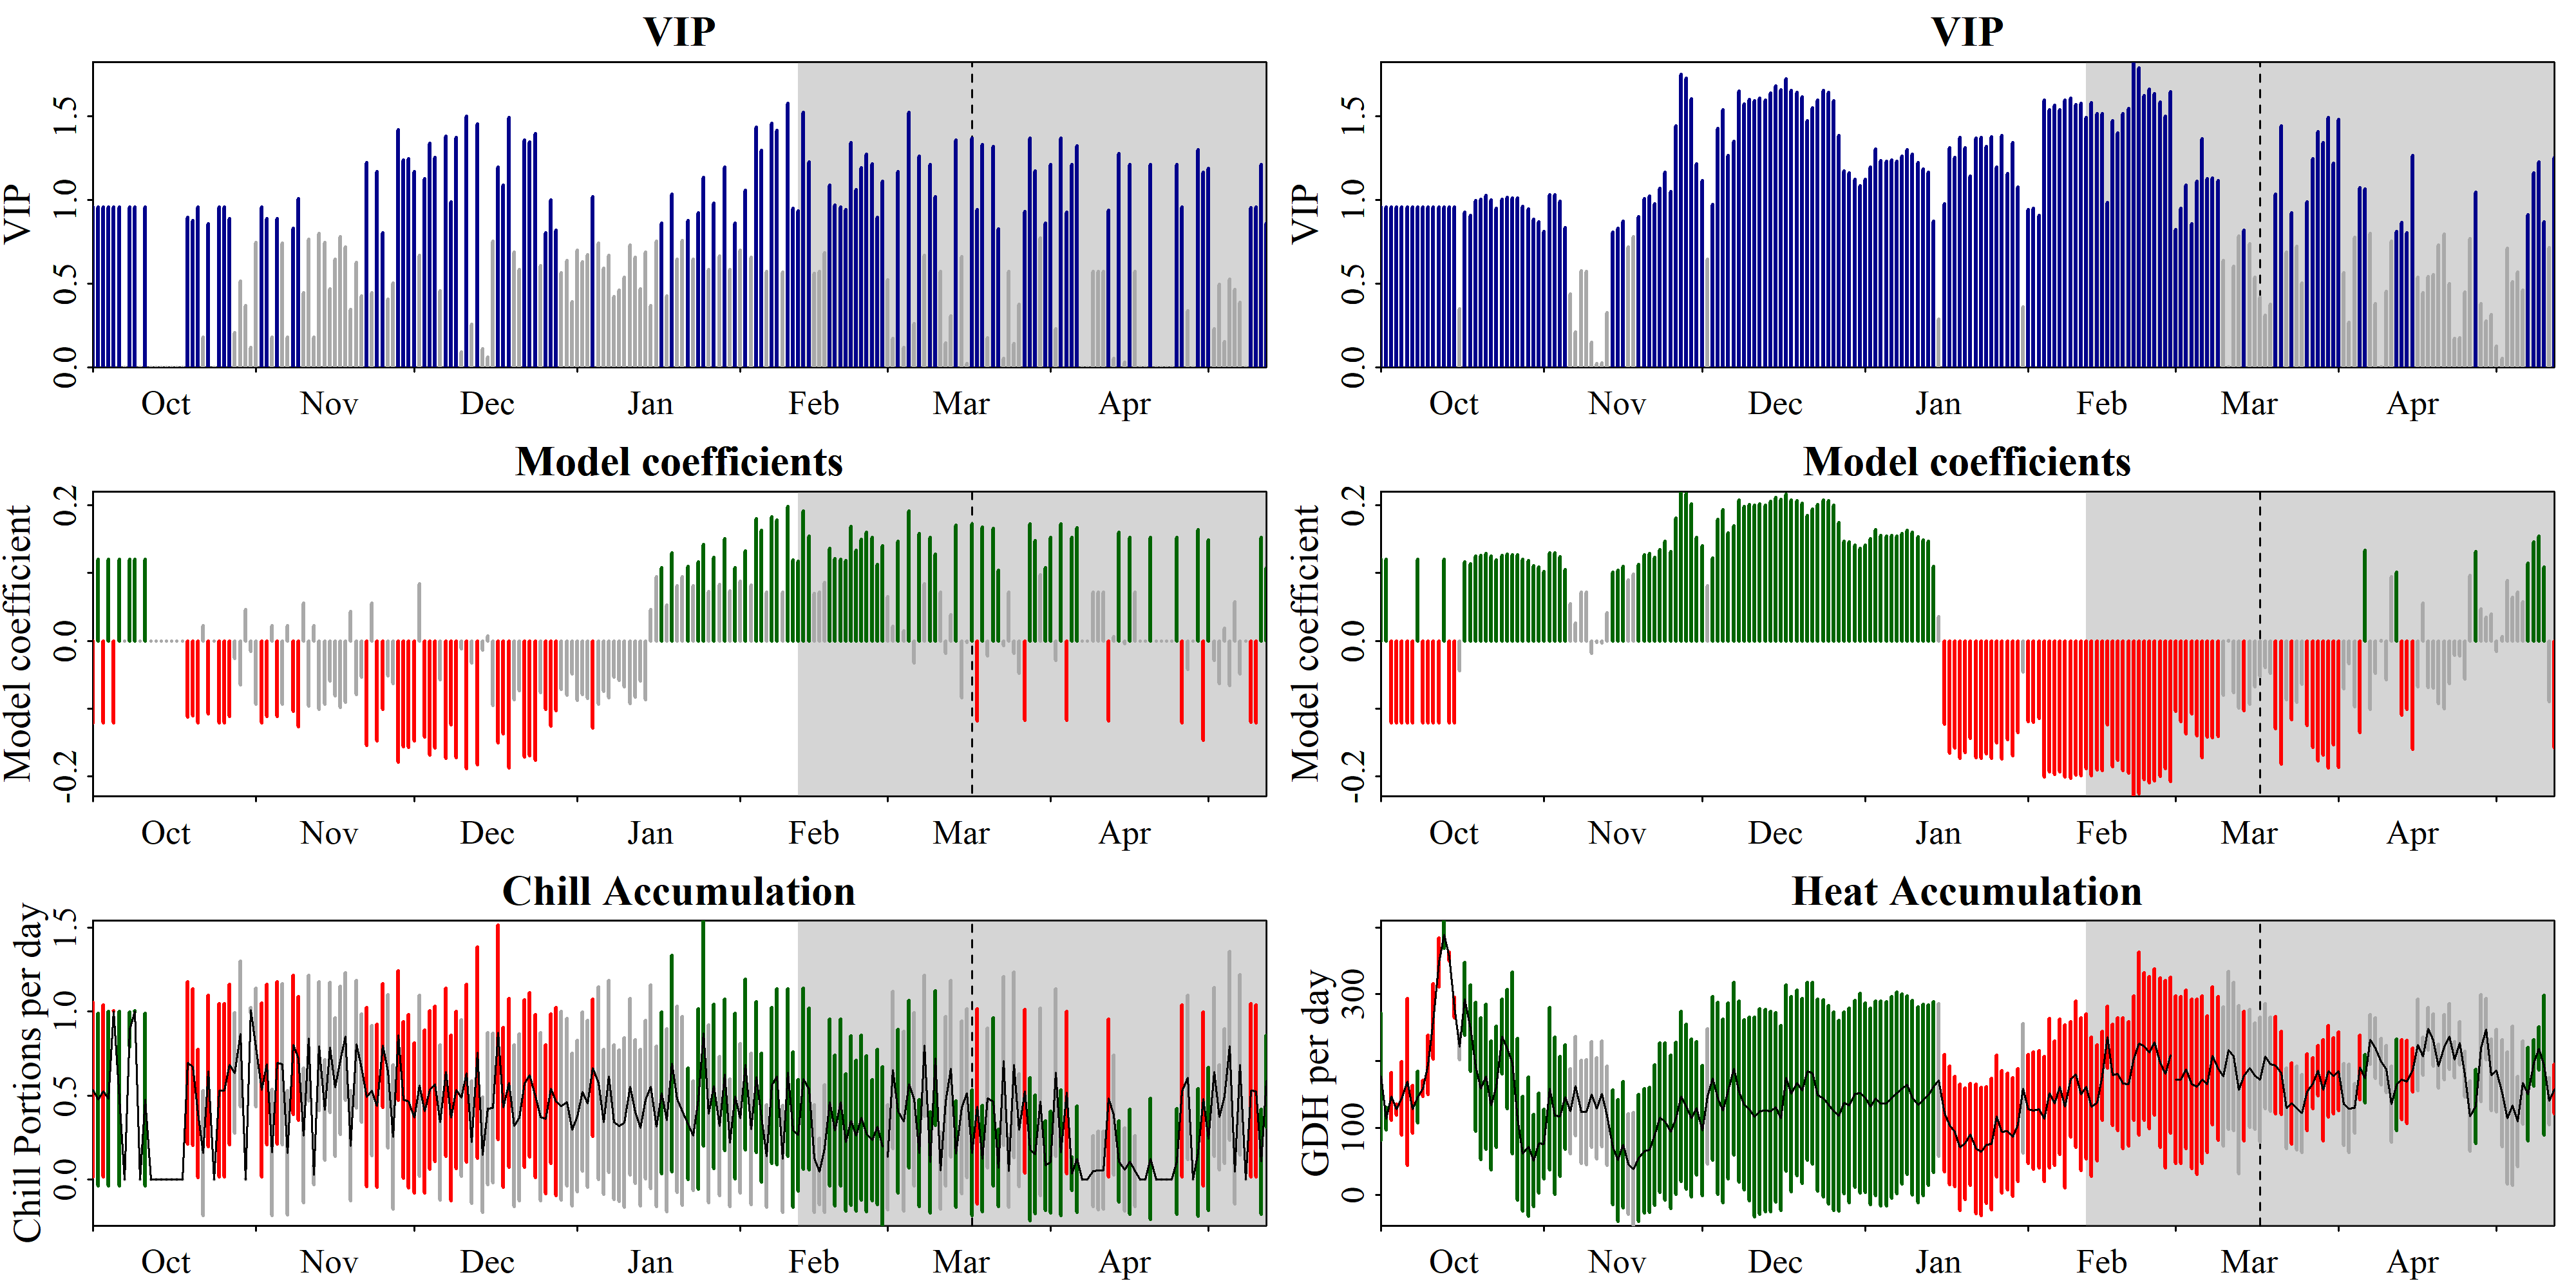 VIP
VIP
0.0 0.5 1.0 1.5
Oct Nov Dec Jan Feb Mar Apr
VIP
VIP
0.0 0.5 1.0 1.5
Oct Nov Dec Jan Feb Mar Apr
Model coefficients
Model coefficient
-0.2 0.0 0.2
Oct Nov Dec Jan Feb Mar Apr
Model coefficients
Model coefficient
-0.2 0.0 0.2
Oct Nov Dec Jan Feb Mar Apr
Chill Accumulation
Chill Portions per day
0.0 0.5 1.0 1.5
Oct Nov Dec Jan Feb Mar Apr
Heat Accumulation
GDH per day
0 100 300
Oct Nov Dec Jan Feb Mar Apr